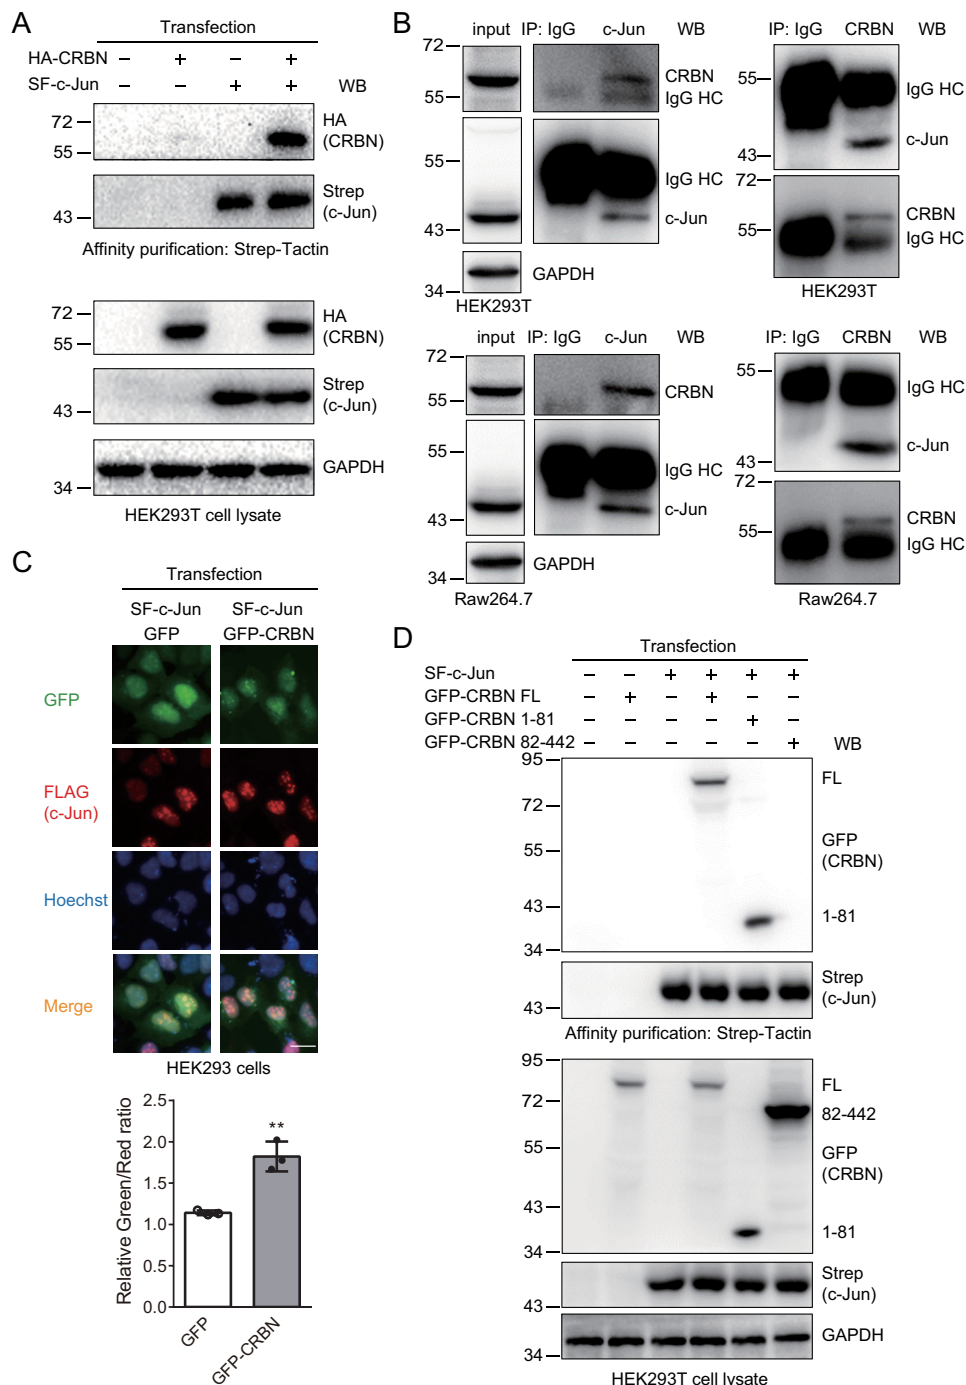 A
Transfection
HA-CRBN – + – +
SF-c-Jun – – + + WB
72
55
HA
(CRBN)
43
Strep
(c-Jun)
Affinity purification: Strep-Tactin
72
55
HA
(CRBN)
43
Strep
(c-Jun)
34
GAPDH
HEK293T cell lysate
B
input IP: IgG c-Jun WB
72
55
CRBN
IgG HC
55
43
IgG HC
c-Jun
34
GAPDH
HEK293T
IP: IgG CRBN WB
55
43
IgG HC
c-Jun
72
55
CRBN
IgG HC
HEK293T
input IP: IgG c-Jun WB
72
55
CRBN
55
43
IgG HC
c-Jun
34
GAPDH
Raw264.7
IP: IgG CRBN WB
55
43
IgG HC
c-Jun
72
55
CRBN
IgG HC
Raw264.7
C
Transfection
SF-c-Jun SF-c-Jun
GFP GFP-CRBN
GFP
FLAG
(c-Jun)
Hoechst
Merge
HEK293 cells
Relative Green/Red ratio
2.5
2.0
1.5
1.0
0.5
0.0
**
GFP
GFP-CRBN
D
Transfection
SF-c-Jun – – + + + +
GFP-CRBN FL – + – + – –
GFP-CRBN 1-81 – – – – + –
GFP-CRBN 82-442 – – – – – + WB
95
72
55
43
34
FL
GFP
(CRBN)
1-81
43
Strep
(c-Jun)
Affinity purification: Strep-Tactin
95
72
55
43
34
FL
82-442
GFP
(CRBN)
1-81
43
Strep
(c-Jun)
34
GAPDH
HEK293T cell lysate